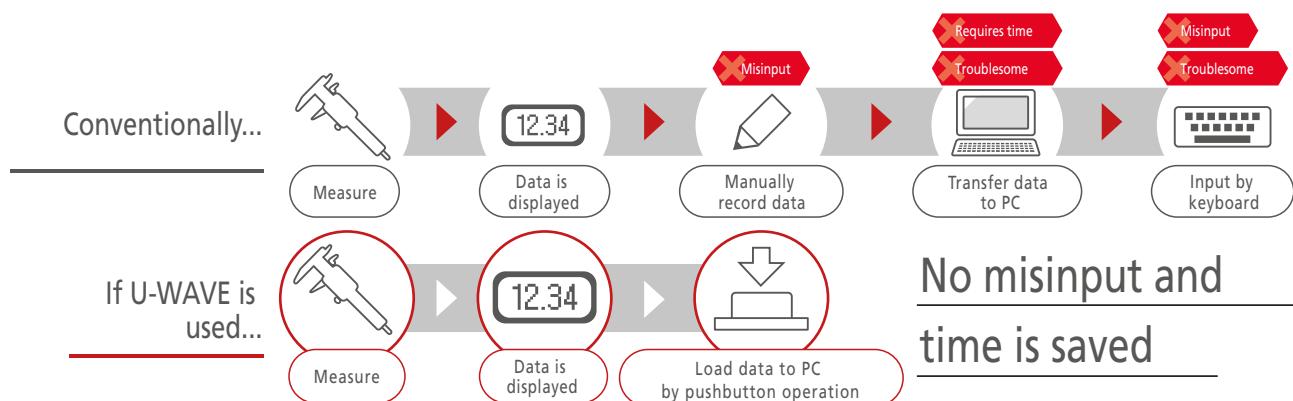 Requires time
Misinput
Misinput
Troublesome
Troublesome
Conventionally...
12.34
Measure
Data is
displayed
Manually
record data
Transfer data
to PC
Input by
keyboard
If U-WAVE is
used...
12.34
No misinput and
time is saved
Measure
Data is
displayed
Load data to PC
by pushbutton operation